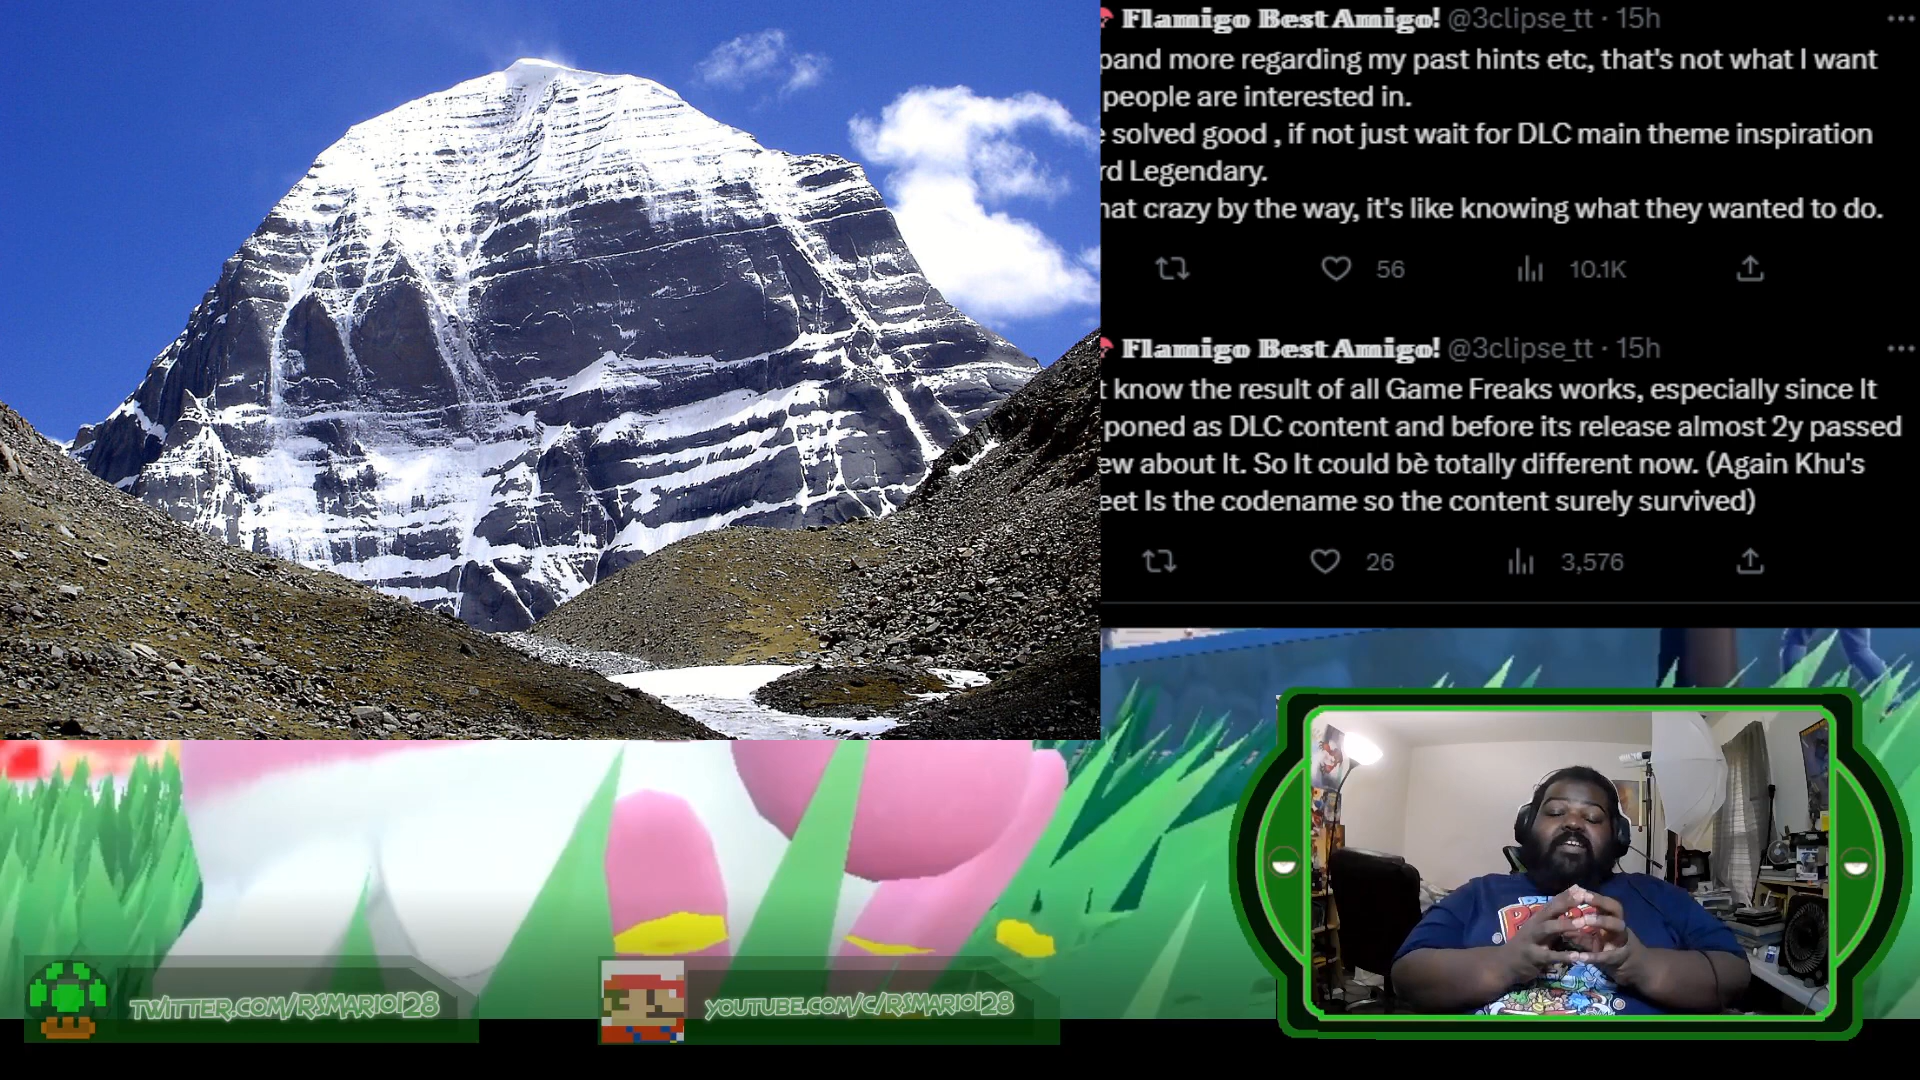 Flamigo Best Amigo! @3clipse_tt · 15h
pand more regarding my past hints etc, that's not what I want
people are interested in.
e solved good , if not just wait for DLC main theme inspiration
rd Legendary.
hat crazy by the way, it's like knowing what they wanted to do.
56 10.1K
Flamigo Best Amigo! @3clipse_tt · 15h
t know the result of all Game Freaks works, especially since It
poned as DLC content and before its release almost 2y passed
ew about It. So It could bè totally different now. (Again Khu's
eet Is the codename so the content surely survived)
26 3,576
TWITTER.COM/RSMARIO128
YOUTUBE.COM/C/RSMARIO128